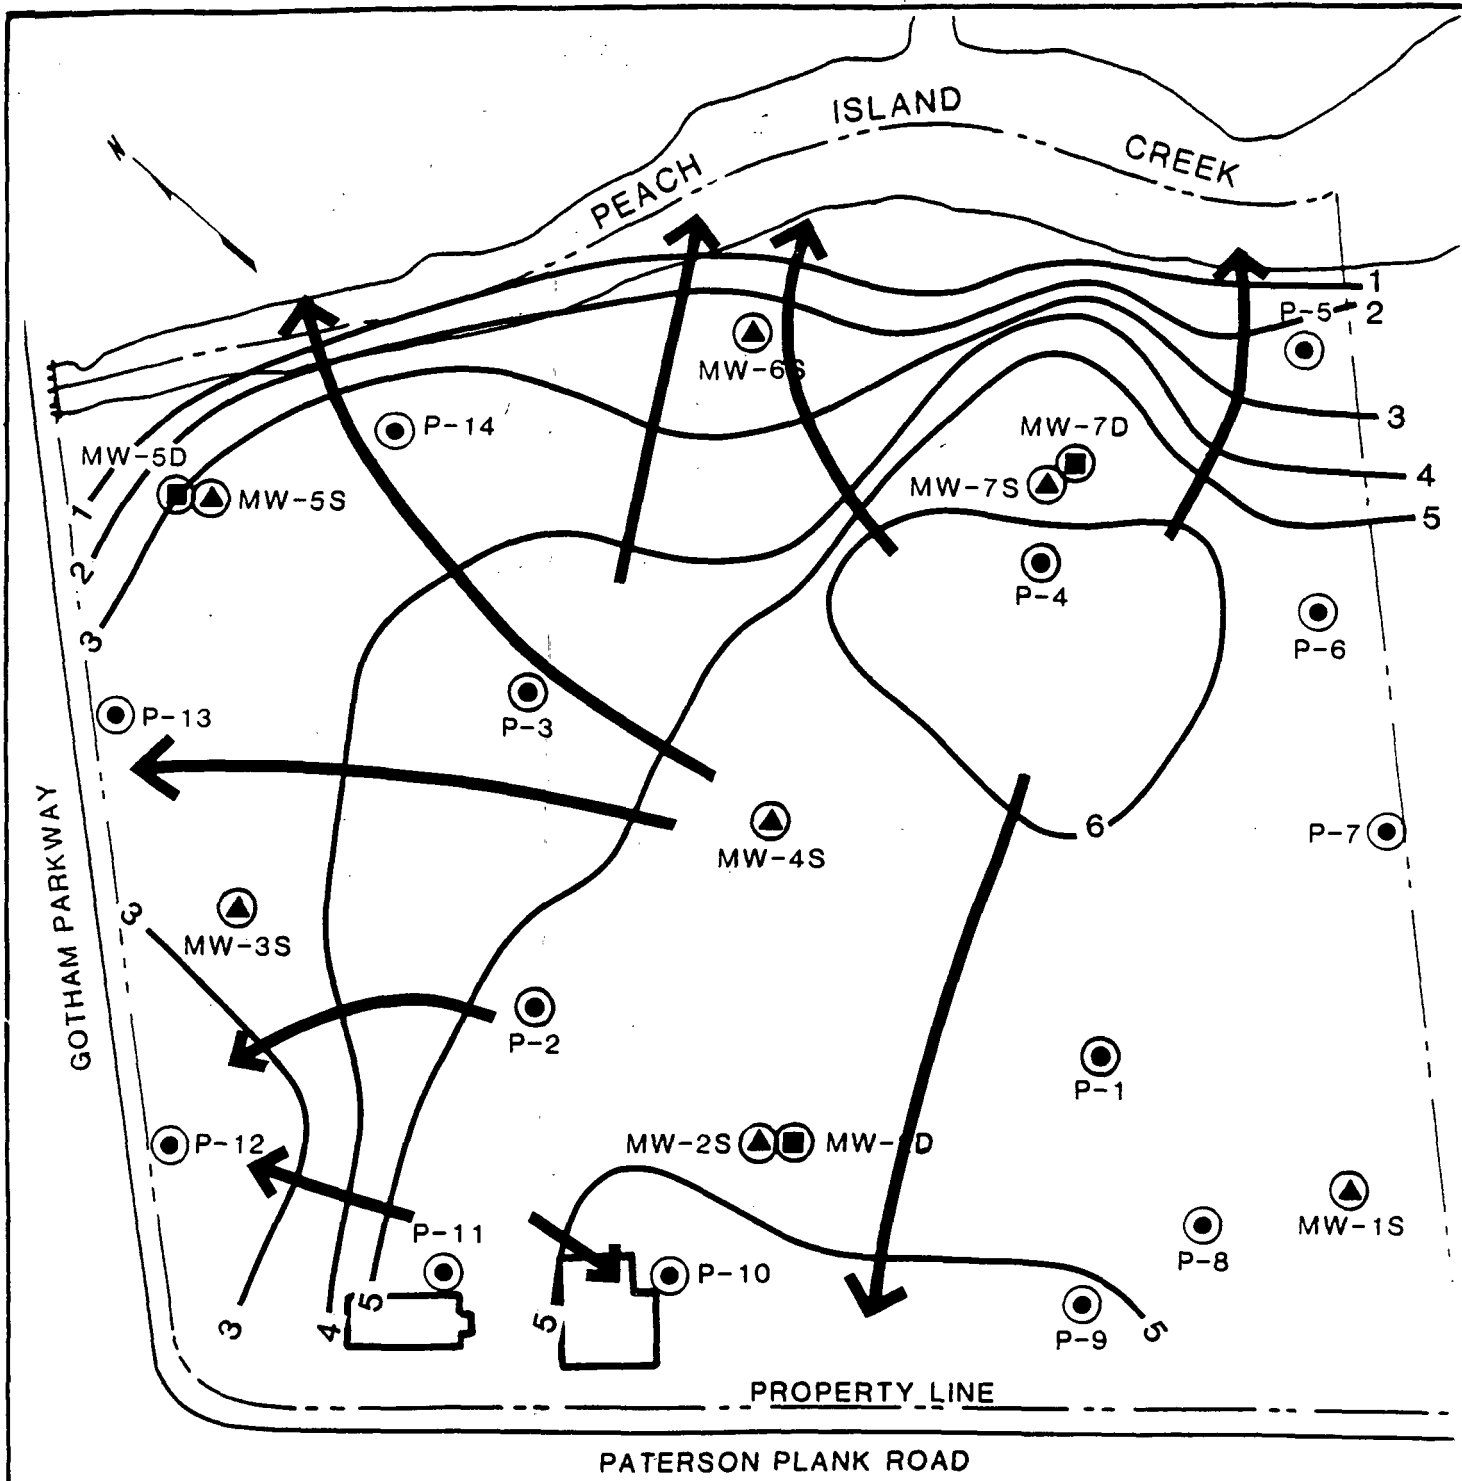 ISLAND
CREEK
PEACH
N
1
P-5
2
MW-6S
3
P-14
MW-7D
MW-5D
4
MW-7S
MW-5S
1
5
2
P-4
3
P-6
P-3
P-13
6
P-7
MW-4S
GOTHAM PARKWAY
3
MW-3S
P-2
P-1
P-12
MW-2S
MW-2D
MW-1S
P-11
P-8
P-10
5
3
4
5
P-9
5
PROPERTY LINE
PATERSON PLANK ROAD